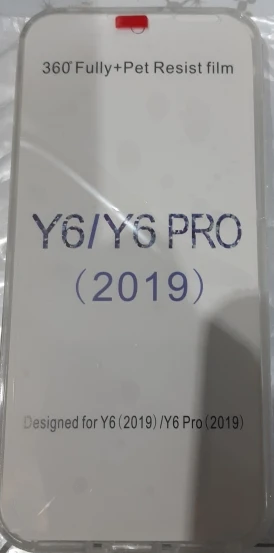 360°Fully+Pet Resist film
Y6/Y6 PRO
(2019)
Designed for Y6(2019)/Y6 Pro(2019)